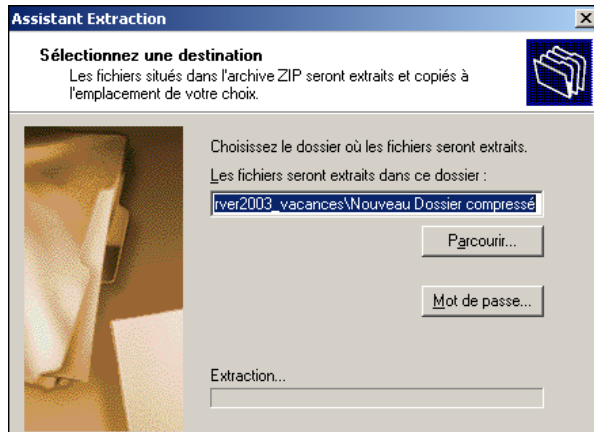 Assistant Extraction
Sélectionnez une destination
Les fichiers situés dans l'archive ZIP seront extraits et copiés à
l'emplacement de votre choix.
Choisissez le dossier où les fichiers seront extraits.
Les fichiers seront extraits dans ce dossier :
rver2003_vacances\Nouveau Dossier compressé
Parcourir...
Mot de passe...
Extraction...